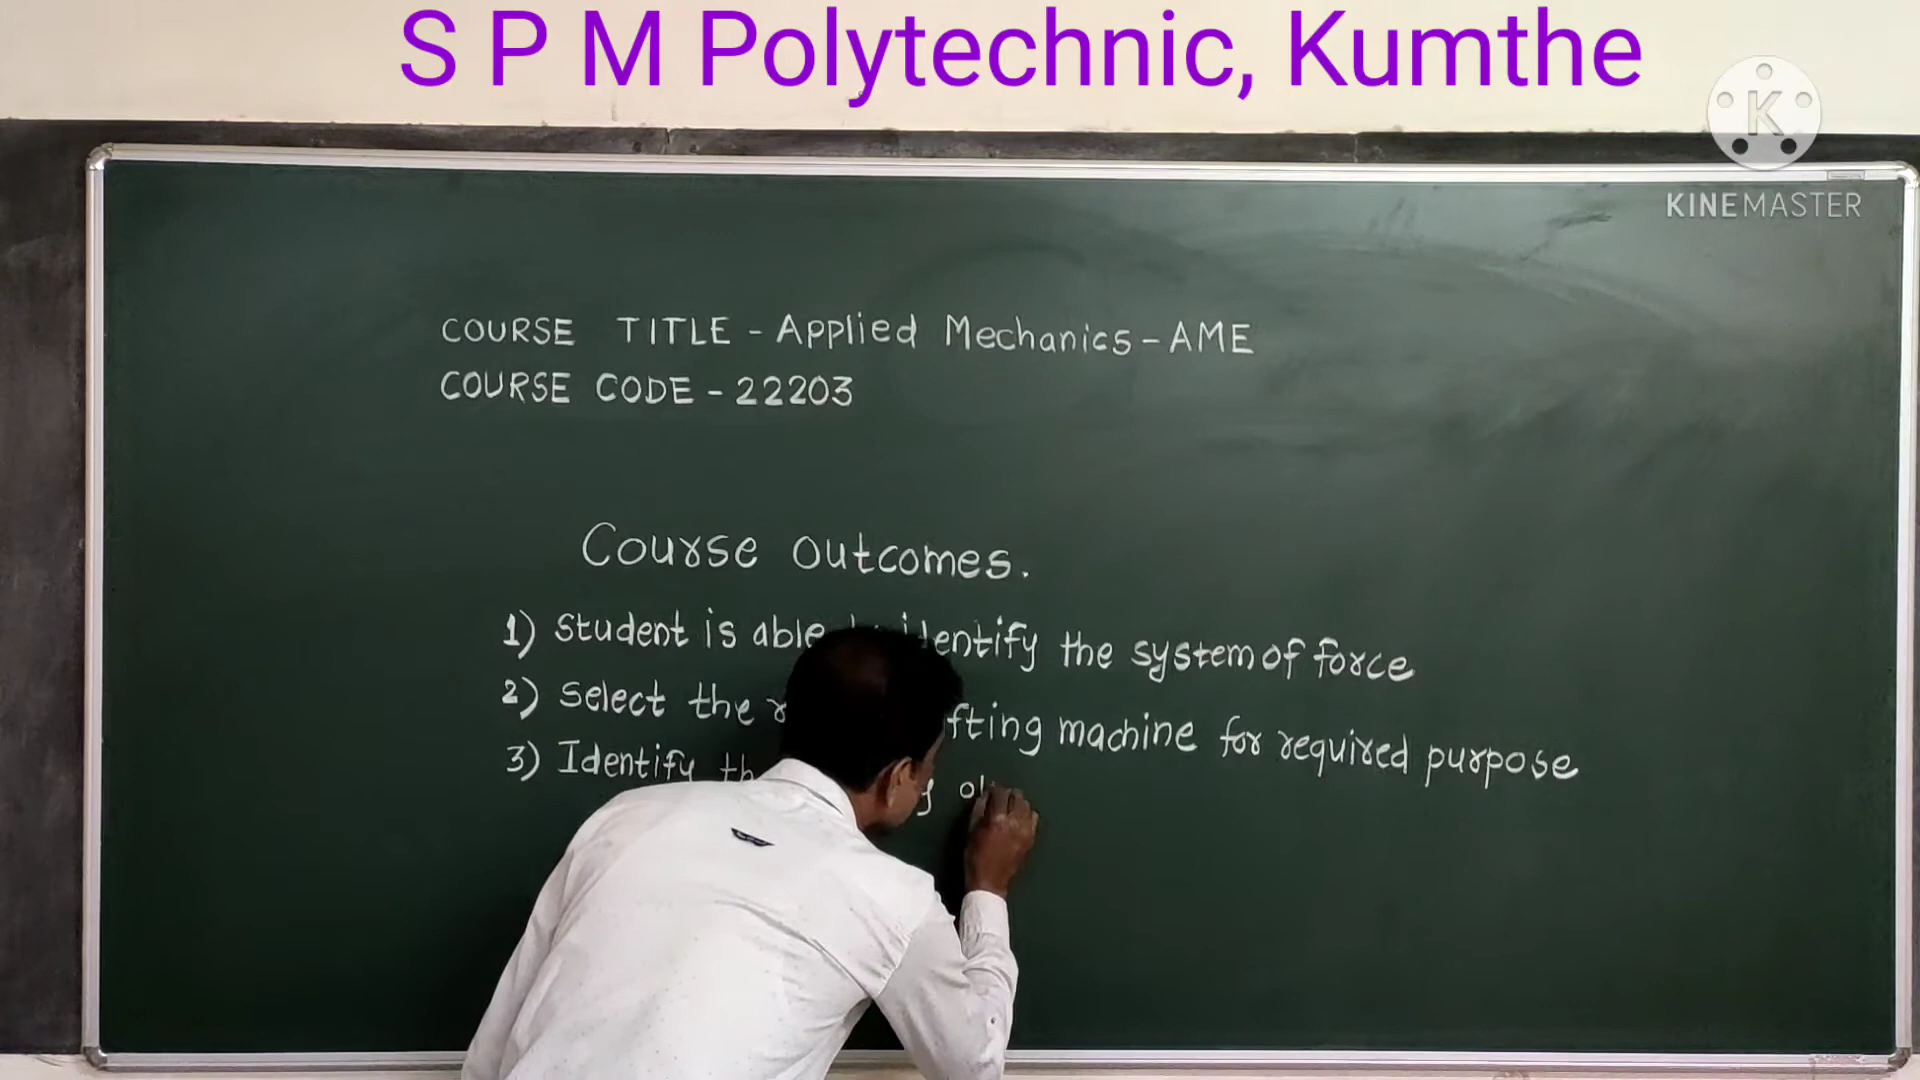 S P M Polytechnic, Kumthe
K
KINEMASTER
COURSE TITLE - Applied Mechanics - AME
COURSE CODE - 22203
Course outcomes.
1) Student is able identify the system of force
2) Select the machine for required purpose
3) Identify